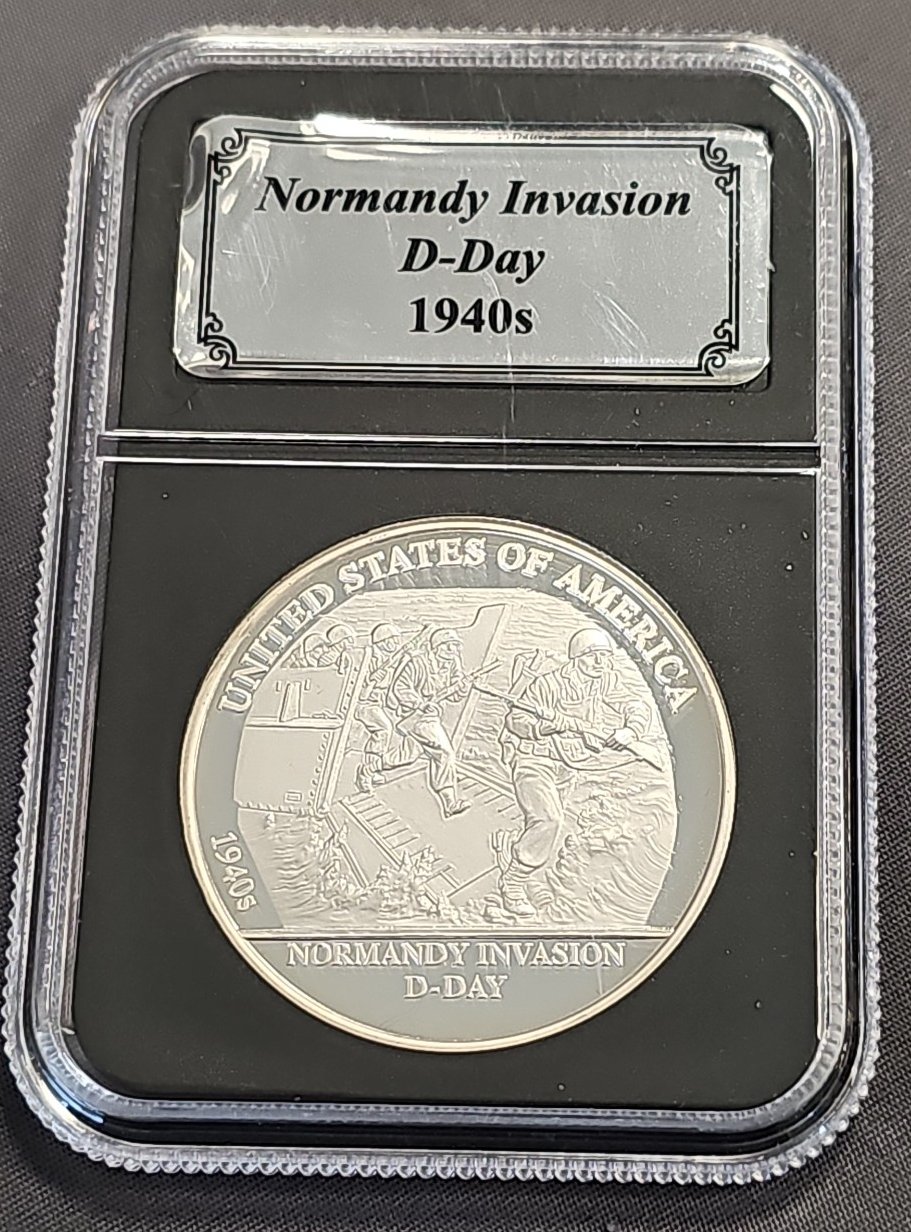 Normandy Invasion
D-Day
1940s
UNITED STATES OF AMERICA
1940s
NORMANDY INVASION
D-DAY